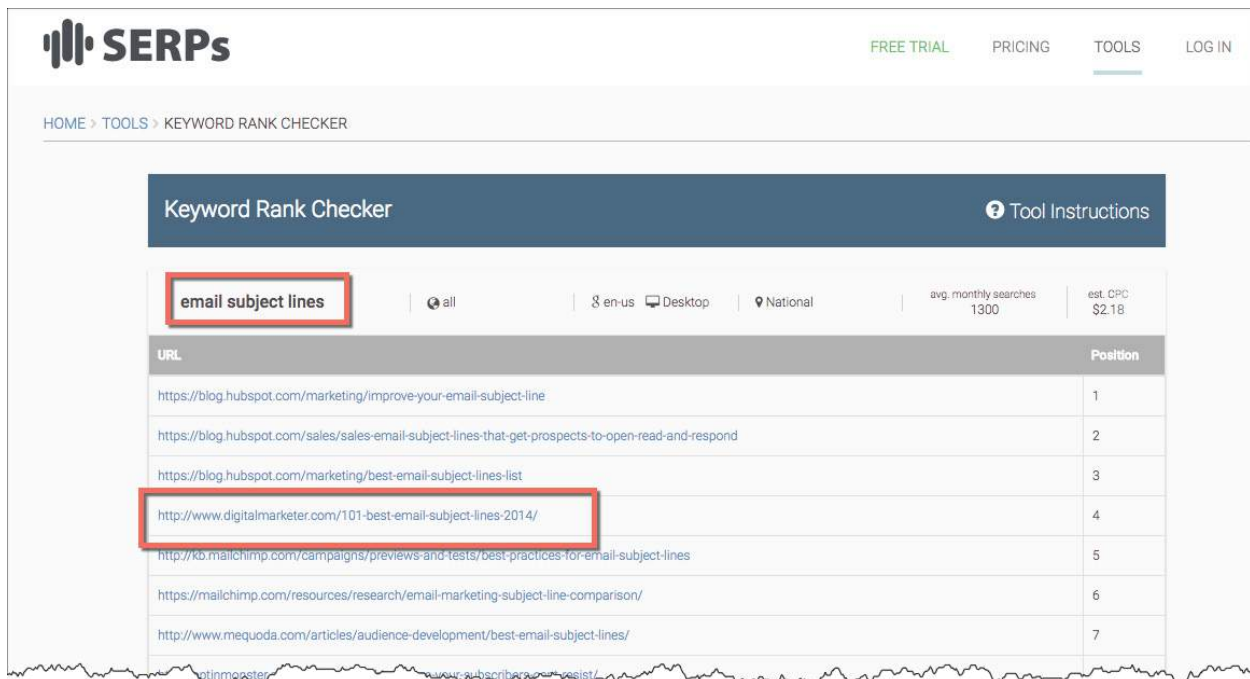 SERPs
FREE TRIAL PRICING TOOLS LOG IN
HOME > TOOLS > KEYWORD RANK CHECKER
Keyword Rank Checker
? Tool Instructions
email subject lines all 8 en-us Desktop National avg. monthly searches 1300 est. CPC $2.18
URL Position
https://blog.hubspot.com/marketing/improve-your-email-subject-line 1
https://blog.hubspot.com/sales/sales-email-subject-lines-that-get-prospects-to-open-read-and-respond 2
https://blog.hubspot.com/marketing/best-email-subject-lines-list 3
http://www.digitalmarketer.com/101-best-email-subject-lines-2014/ 4
http://kb.mailchimp.com/campaigns/previews-and-tests/best-practices-for-email-subject-lines 5
https://mailchimp.com/resources/research/email-marketing-subject-line-comparison/ 6
http://www.mequoda.com/articles/audience-development/best-email-subject-lines/ 7